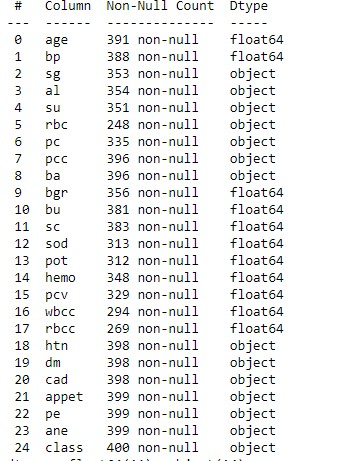 #   Column  Non-Null Count  Dtype
---  ------  --------------  -----
0   age     391 non-null    float64
1   bp      388 non-null    float64
2   sg      353 non-null    object
3   al      354 non-null    object
4   su      351 non-null    object
5   rbc     248 non-null    object
6   pc      335 non-null    object
7   pcc     396 non-null    object
8   ba      396 non-null    object
9   bgr     356 non-null    float64
10  bu      381 non-null    float64
11  sc      383 non-null    float64
12  sod     313 non-null    float64
13  pot     312 non-null    float64
14  hemo    348 non-null    float64
15  pcv     329 non-null    float64
16  wbcc    294 non-null    float64
17  rbcc    269 non-null    float64
18  htn     398 non-null    object
19  dm      398 non-null    object
20  cad     398 non-null    object
21  appet   399 non-null    object
22  pe      399 non-null    object
23  ane     399 non-null    object
24  class   400 non-null    object